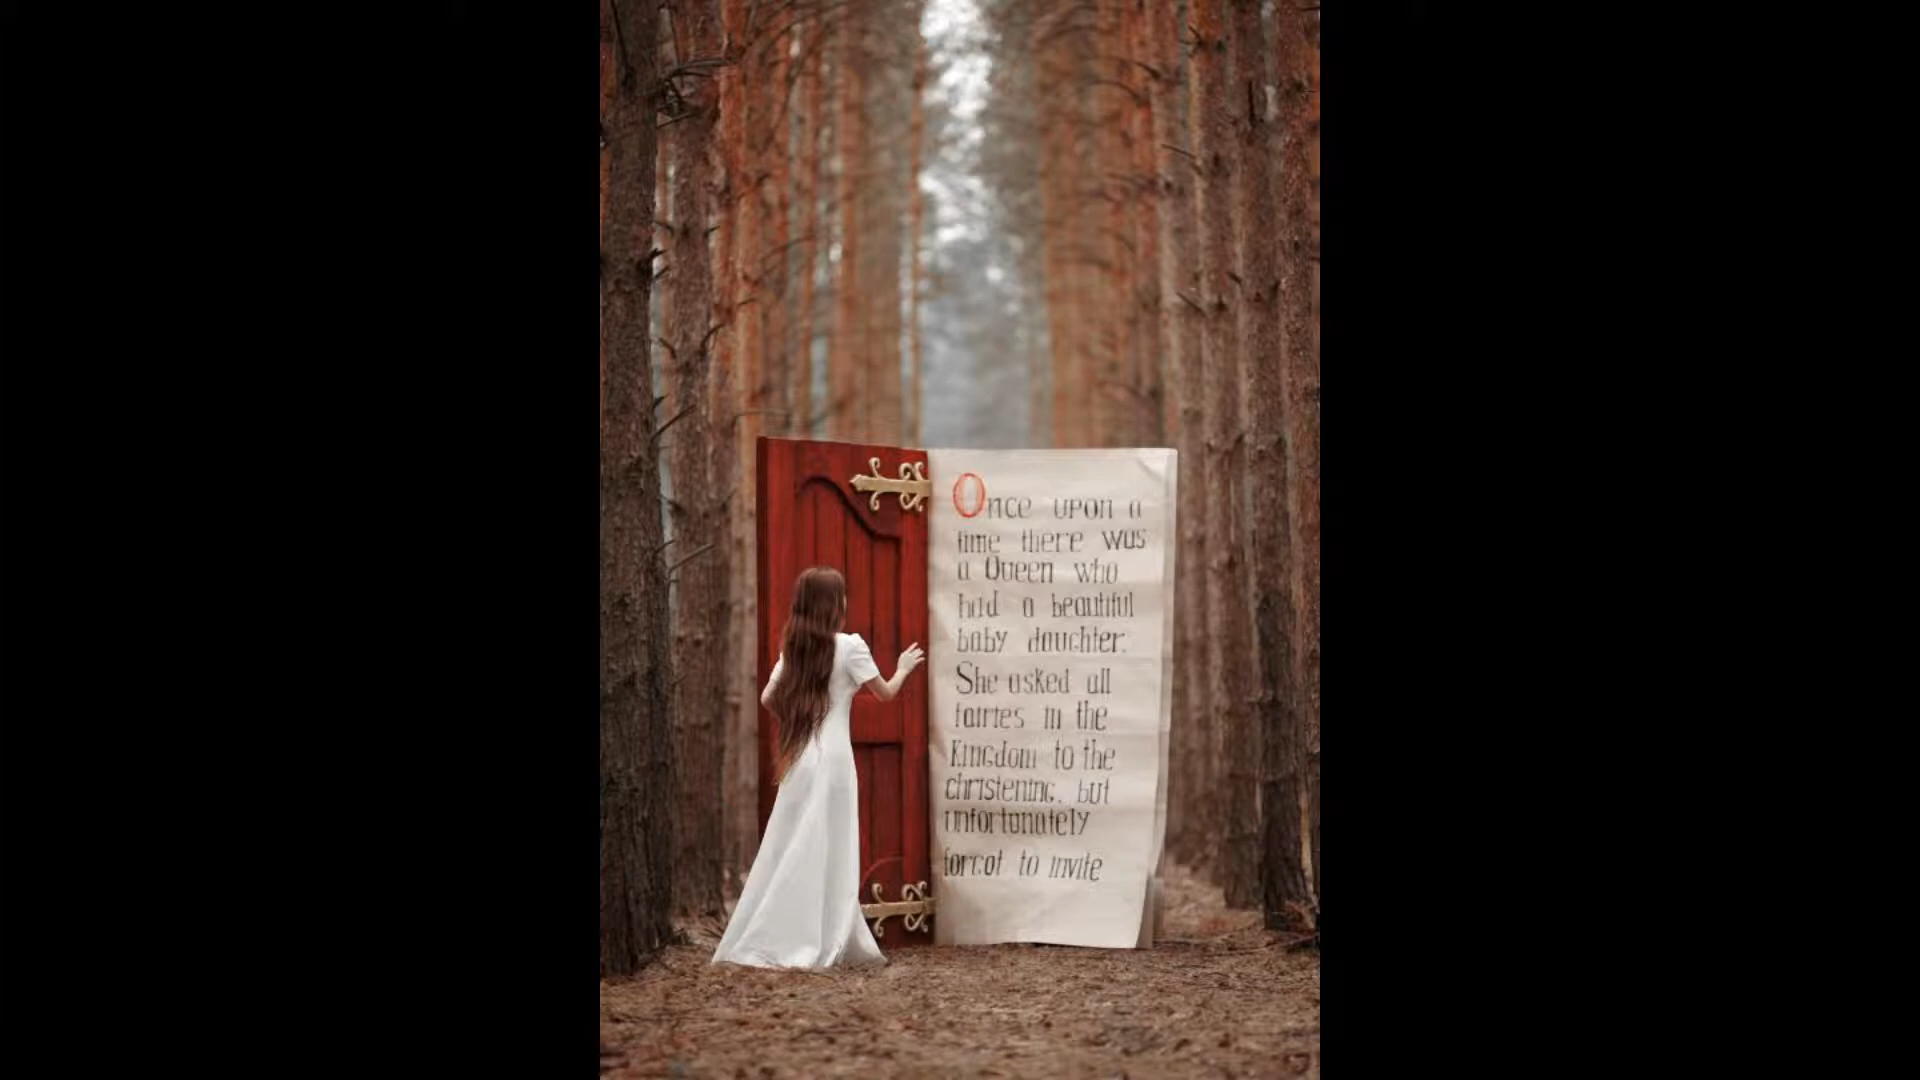 Once upon a
time there was
a Queen who
had a beautiful
baby daughter.
She asked all
fairies in the
Kingdom to the
christening, but
unfortunately
forgot to invite